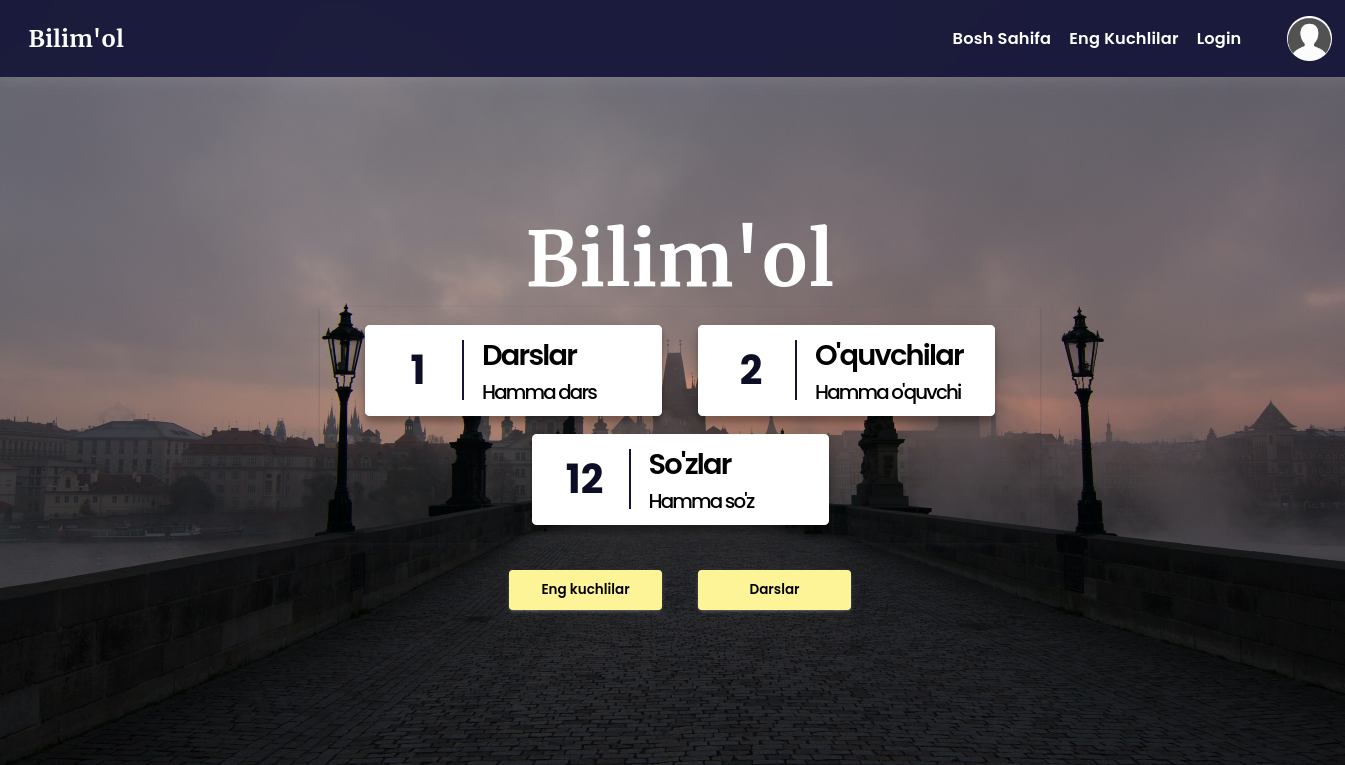 Bilim'ol
Bosh Sahifa
Eng Kuchlilar
Login
Bilim'ol
1
Darslar
Hamma dars
2
O'quvchilar
Hamma o'quvchi
12
So'zlar
Hamma so'z
Eng kuchlilar
Darslar